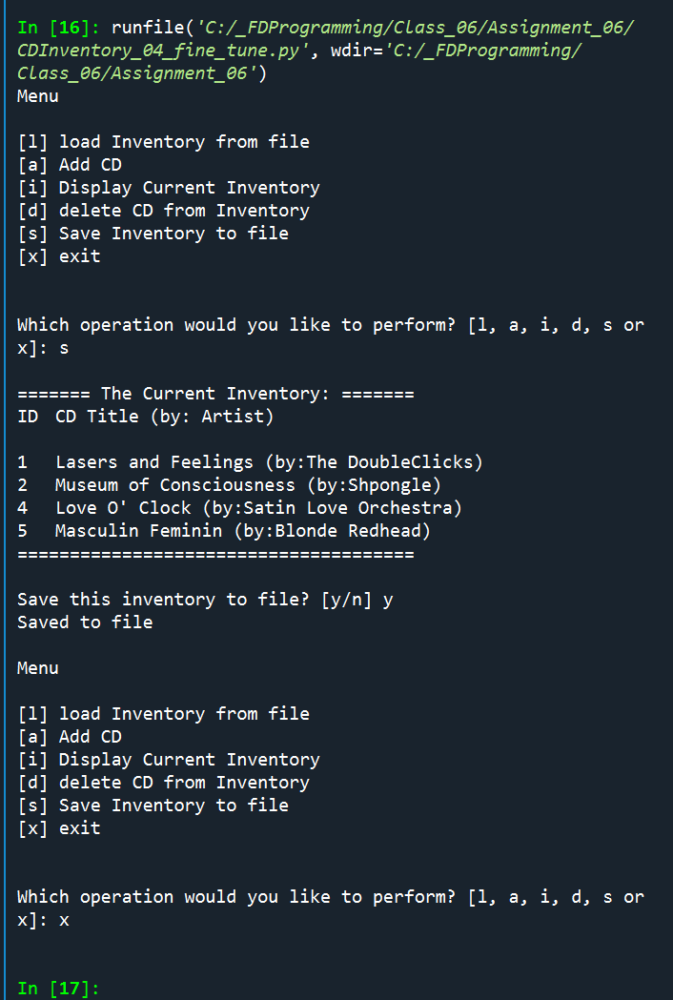 In [16]: runfile('C:/_FDProgramming/Class_06/Assignment_06/
CDInventory_04_fine_tune.py', wdir='C:/_FDProgramming/
Class_06/Assignment_06')
Menu

[l] load Inventory from file
[a] Add CD
[i] Display Current Inventory
[d] delete CD from Inventory
[s] Save Inventory to file
[x] exit


Which operation would you like to perform? [l, a, i, d, s or
x]: s

======= The Current Inventory: =======
ID  CD Title (by: Artist)

1   Lasers and Feelings (by:The DoubleClicks)
2   Museum of Consciousness (by:Shpongle)
4   Love O' Clock (by:Satin Love Orchestra)
5   Masculin Feminin (by:Blonde Redhead)
======================================

Save this inventory to file? [y/n] y
Saved to file

Menu

[l] load Inventory from file
[a] Add CD
[i] Display Current Inventory
[d] delete CD from Inventory
[s] Save Inventory to file
[x] exit


Which operation would you like to perform? [l, a, i, d, s or
x]: x


In [17]: